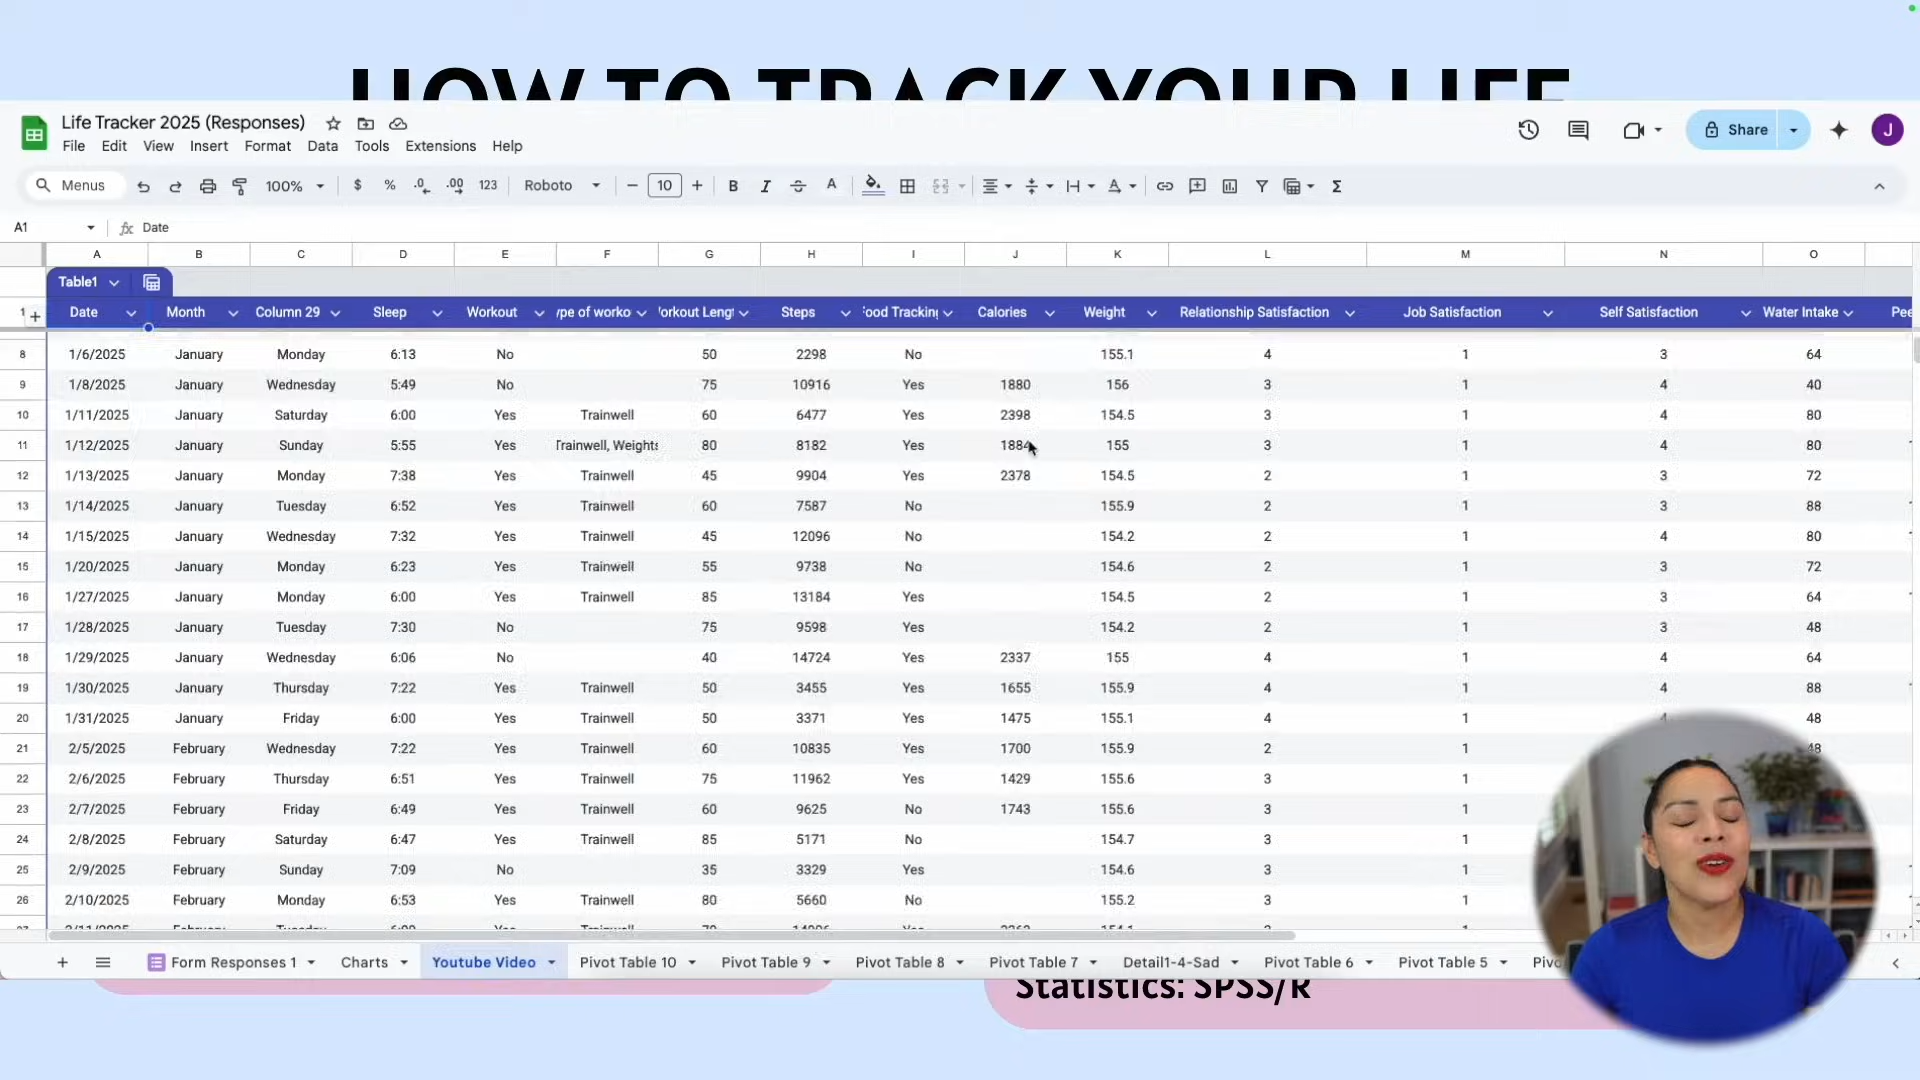 HOW TO TRACK YOUR LIFE
Life Tracker 2025 (Responses)
File Edit View Insert Format Data Tools Extensions Help
Share
J
Menus 100% $ % .0 .00 123 Roboto 10 B I A Σ
A1 fx Date
A B C D E F G H I J K L M N O
Table1
1 Date Month Column 29 Sleep Workout ype of worko orkout Lengt Steps ood Tracking Calories Weight Relationship Satisfaction Job Satisfaction Self Satisfaction Water Intake Pee
8 1/6/2025 January Monday 6:13 No 50 2298 No 155.1 4 1 3 64
9 1/8/2025 January Wednesday 5:49 No 75 10916 Yes 1880 156 3 1 4 40
10 1/11/2025 January Saturday 6:00 Yes Trainwell 60 6477 Yes 2398 154.5 3 1 4 80
11 1/12/2025 January Sunday 5:55 Yes Trainwell, Weights 80 8182 Yes 1884 155 3 1 4 80
12 1/13/2025 January Monday 7:38 Yes Trainwell 45 9904 Yes 2378 154.5 2 1 3 72
13 1/14/2025 January Tuesday 6:52 Yes Trainwell 60 7587 No 155.9 2 1 3 88
14 1/15/2025 January Wednesday 7:32 Yes Trainwell 45 12096 No 154.2 2 1 4 80
15 1/20/2025 January Monday 6:23 Yes Trainwell 55 9738 No 154.6 2 1 3 72
16 1/27/2025 January Monday 6:00 Yes Trainwell 85 13184 Yes 154.5 2 1 3 64
17 1/28/2025 January Tuesday 7:30 No 75 9598 Yes 154.2 2 1 3 48
18 1/29/2025 January Wednesday 6:06 No 40 14724 Yes 2337 155 4 1 4 64
19 1/30/2025 January Thursday 7:22 Yes Trainwell 50 3455 Yes 1655 155.9 4 1 4 88
20 1/31/2025 January Friday 6:00 Yes Trainwell 50 3371 Yes 1475 155.1 4 1 4 48
21 2/5/2025 February Wednesday 7:22 Yes Trainwell 60 10835 Yes 1700 155.9 2 1 48
22 2/6/2025 February Thursday 6:51 Yes Trainwell 75 11962 Yes 1429 155.6 3 1
23 2/7/2025 February Friday 6:49 Yes Trainwell 60 9625 No 1743 155.6 3 1
24 2/8/2025 February Saturday 6:47 Yes Trainwell 85 5171 No 154.7 3 1
25 2/9/2025 February Sunday 7:09 No 35 3329 Yes 154.6 3 1
26 2/10/2025 February Monday 6:53 Yes Trainwell 80 5660 No 155.2 3 1
Form Responses 1 Charts Youtube Video Pivot Table 10 Pivot Table 9 Pivot Table 8 Pivot Table 7 Detail1-4-Sad Pivot Table 6 Pivot Table 5 Pivo
Statistics: SPSS/R